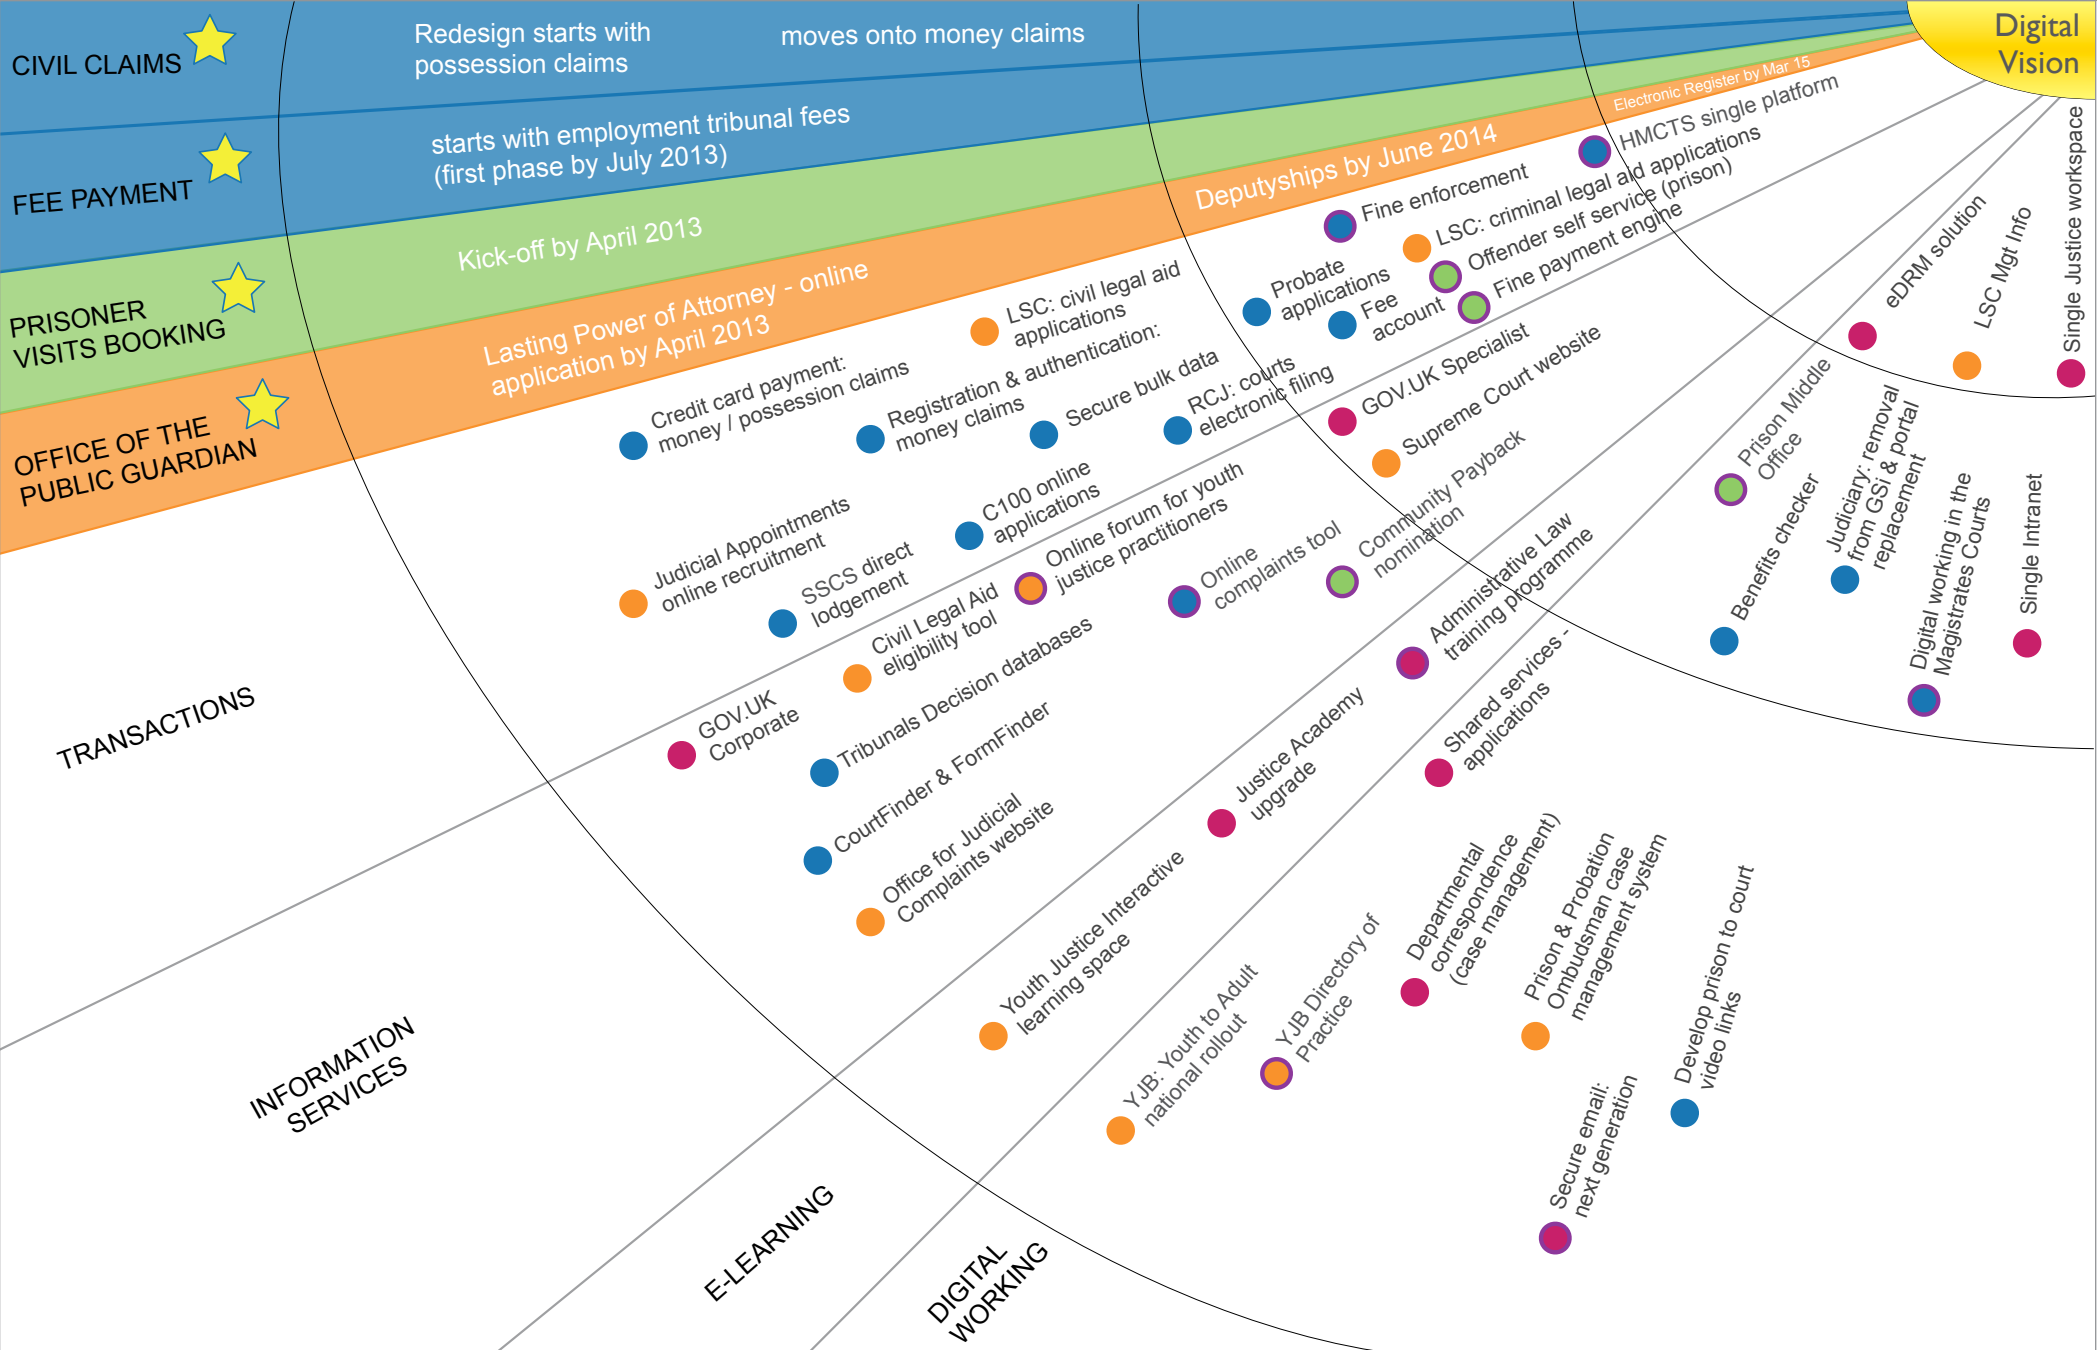 Digital
Vision
CIVIL CLAIMS
Redesign starts with
possession claims
moves onto money claims
FEE PAYMENT
starts with employment tribunal fees
(first phase by July 2013)
PRISONER
VISITS BOOKING
Kick-off by April 2013
OFFICE OF THE
PUBLIC GUARDIAN
Lasting Power of Attorney - online
application by April 2013
Deputyships by June 2014
Electronic Register by Mar 15
TRANSACTIONS
Credit card payment:
money / possession claims
LSC: civil legal aid
applications
Registration & authentication:
money claims
Secure bulk data
RCJ: courts
electronic filing
Judicial Appointments
online recruitment
SSCS direct
lodgement
C100 online
applications
HMCTS single platform
Fine enforcement
LSC: criminal legal aid applications
Offender self service (prison)
Fine payment engine
Probate
applications
Fee
account
INFORMATION
SERVICES
GOV.UK
Corporate
Civil Legal Aid
eligibility tool
Online forum for youth
justice practitioners
Tribunals Decision databases
CourtFinder & FormFinder
Office for Judicial
Complaints website
Online
complaints tool
Community Payback
nomination
GOV.UK Specialist
Supreme Court website
E-LEARNING
Youth Justice Interactive
learning space
Justice Academy
upgrade
Administrative Law
training programme
DIGITAL
WORKING
YJB: Youth to Adult
national rollout
YJB Directory of
Practice
Shared services -
applications
Departmental
correspondence
(case management)
Prison & Probation
Ombudsman case
management system
Secure email:
next generation
Develop prison to court
video links
Prison Middle
Office
Benefits checker
Judiciary: removal
from GSi & portal
replacement
Digital working in the
Magistrates Courts
Single Intranet
eDRM solution
LSC Mgt Info
Single Justice workspace